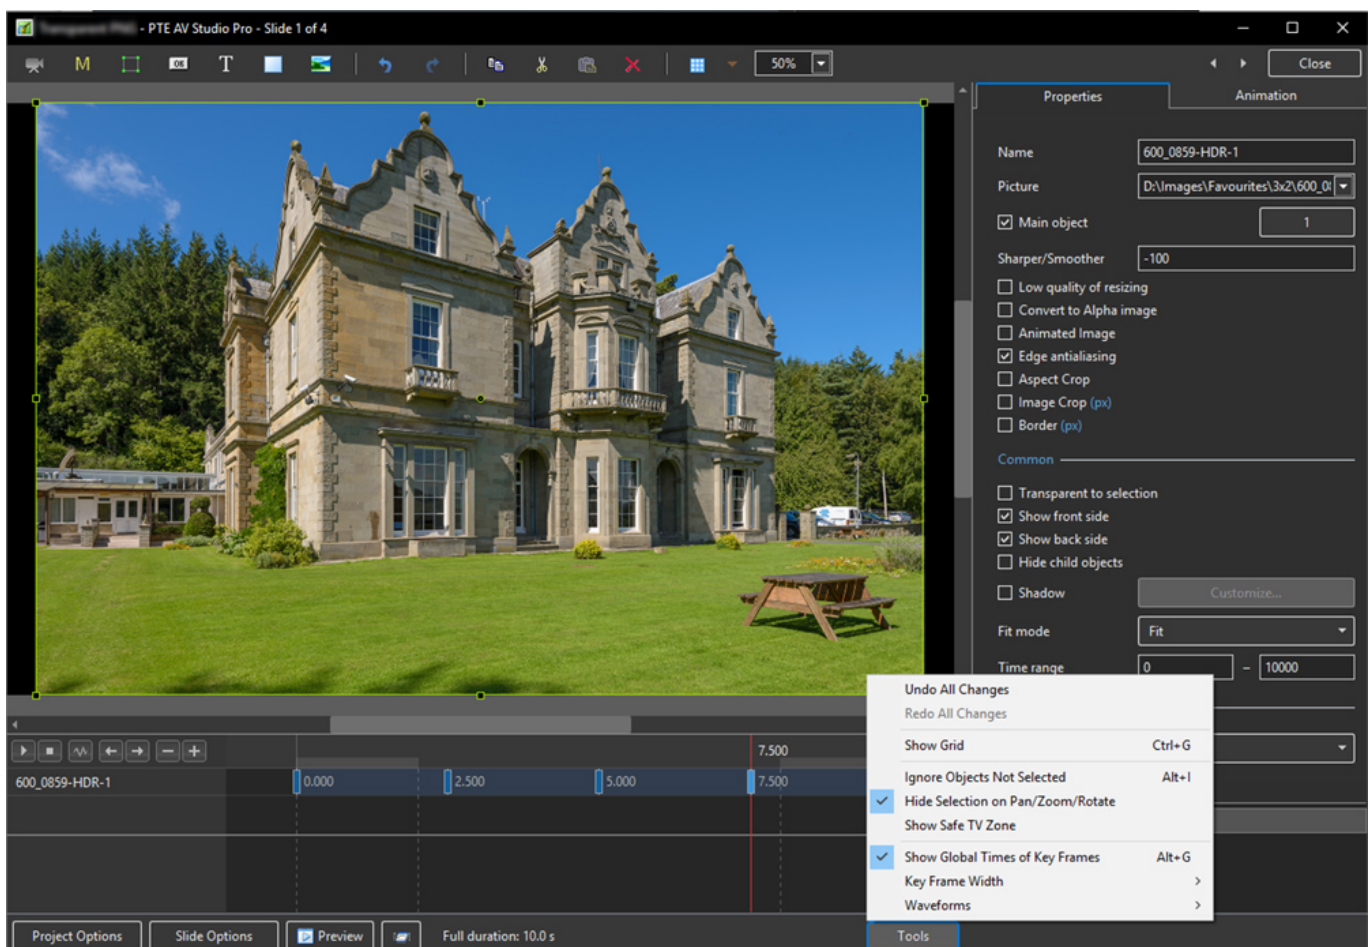 - PTE AV Studio Pro - Slide 1 of 4
M OK T 50% Close
Properties Animation
Name 600_0859-HDR-1
Picture D:\Images\Favourites\3x2\600_08
Main object 1
Sharper/Smoother -100
Low quality of resizing
Convert to Alpha image
Animated Image
Edge antialiasing
Aspect Crop
Image Crop (px)
Border (px)
Common
Transparent to selection
Show front side
Show back side
Hide child objects
Shadow Customize...
Fit mode Fit
Time range 0 – 10000
Undo All Changes
Redo All Changes
Show Grid Ctrl+G
Ignore Objects Not Selected Alt+I
Hide Selection on Pan/Zoom/Rotate
Show Safe TV Zone
Show Global Times of Key Frames Alt+G
Key Frame Width
Waveforms
7.500
600_0859-HDR-1 0.000 2.500 5.000 7.500
Project Options Slide Options Preview Full duration: 10.0 s Tools